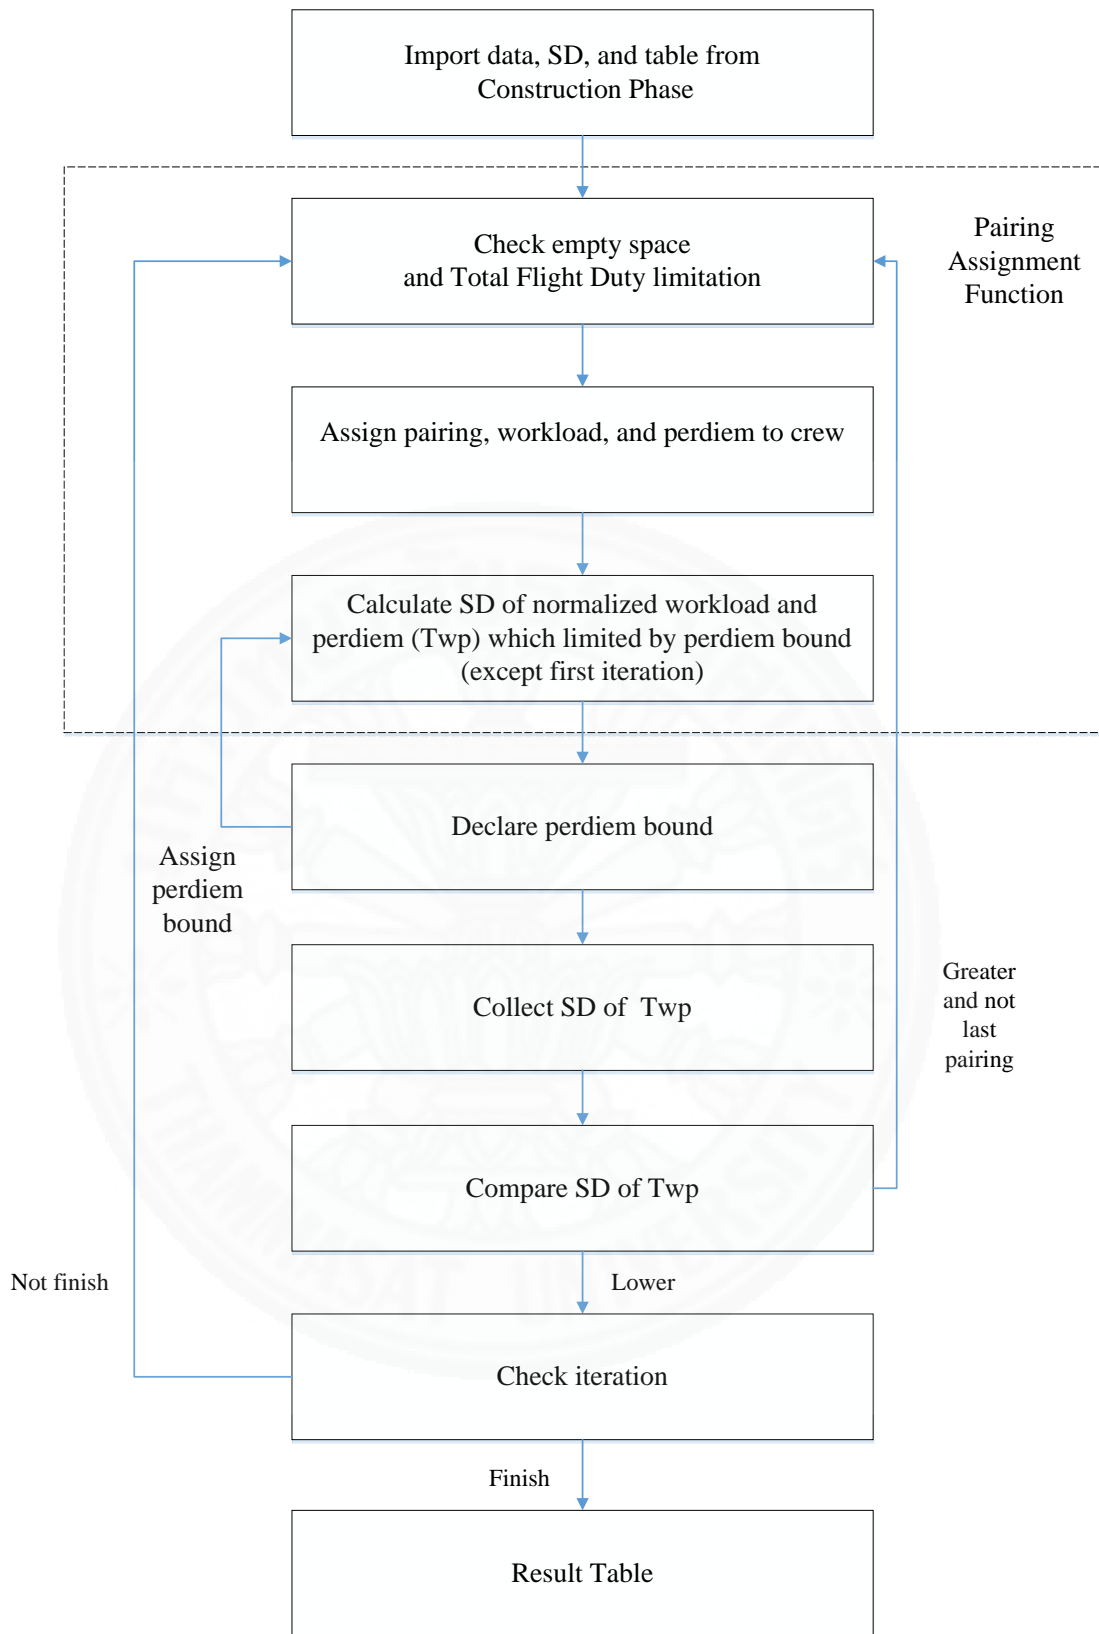 Import data, SD, and table from
Construction Phase
Check empty space
and Total Flight Duty limitation
Pairing
Assignment
Function
Assign pairing, workload, and perdiem to crew
Calculate SD of normalized workload and
perdiem (Twp) which limited by perdiem bound
(except first iteration)
Declare perdiem bound
Assign
perdiem
bound
Collect SD of Twp
Greater
and not
last
pairing
Compare SD of Twp
Not finish
Lower
Check iteration
Finish
Result Table
THAMMASAT UNIVERSITY